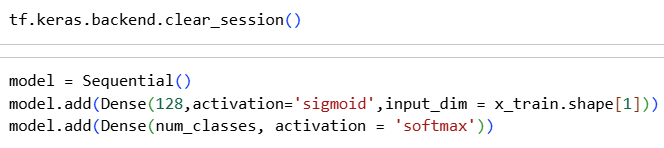 tf.keras.backend.clear_session()
model = Sequential()
model.add(Dense(128,activation='sigmoid',input_dim = x_train.shape[1]))
model.add(Dense(num_classes, activation = 'softmax'))